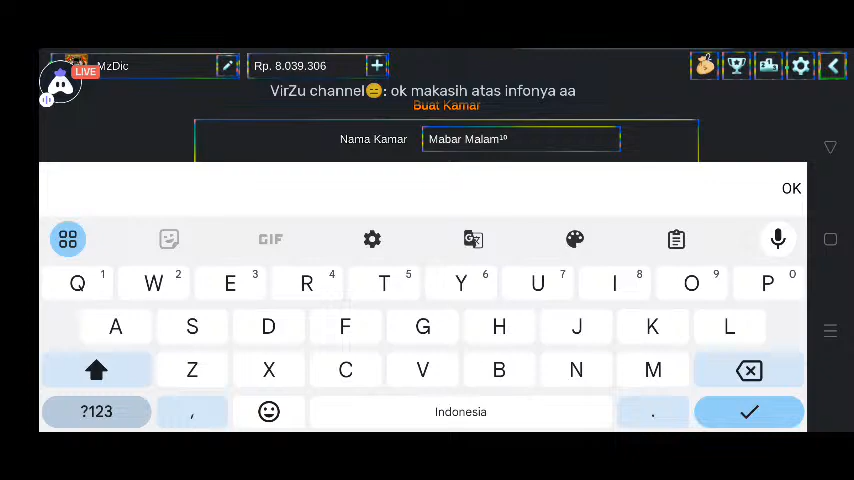 MzDic
Rp. 8.039.306
LIVE
VirZu channel😑: ok makasih atas infonya aa
Buat Kamar
Nama Kamar
Mabar Malam¹⁰
OK
GIF
Q 1 W 2 E 3 R 4 T 5 Y 6 U 7 I 8 O 9 P 0
A S D F G H J K L
Z X C V B N M
?123 , Indonesia .